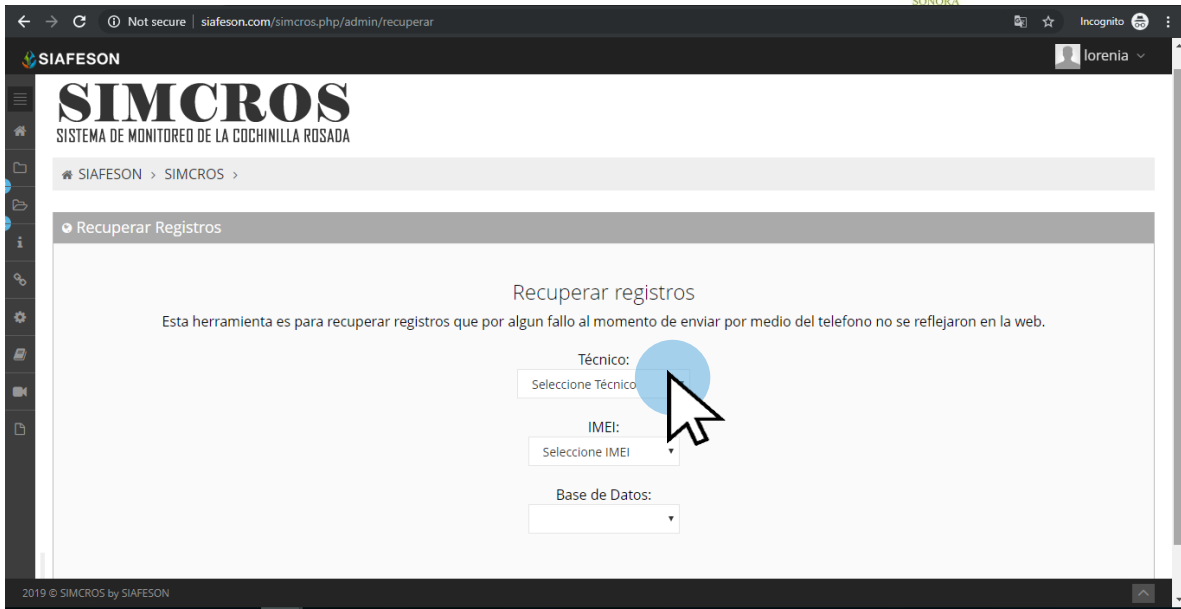 SONORA
Not secure | siafeson.com/simcros.php/admin/recuperar
Incognito
SIAFESON
lorenia
SIMCROS
SISTEMA DE MONITOREO DE LA COCHINILLA ROSADA
SIAFESON > SIMCROS >
Recuperar Registros
Recuperar registros
Esta herramienta es para recuperar registros que por algun fallo al momento de enviar por medio del telefono no se reflejaron en la web.
Técnico:
Seleccione Técnico
IMEI:
Seleccione IMEI
Base de Datos:
2019 © SIMCROS by SIAFESON